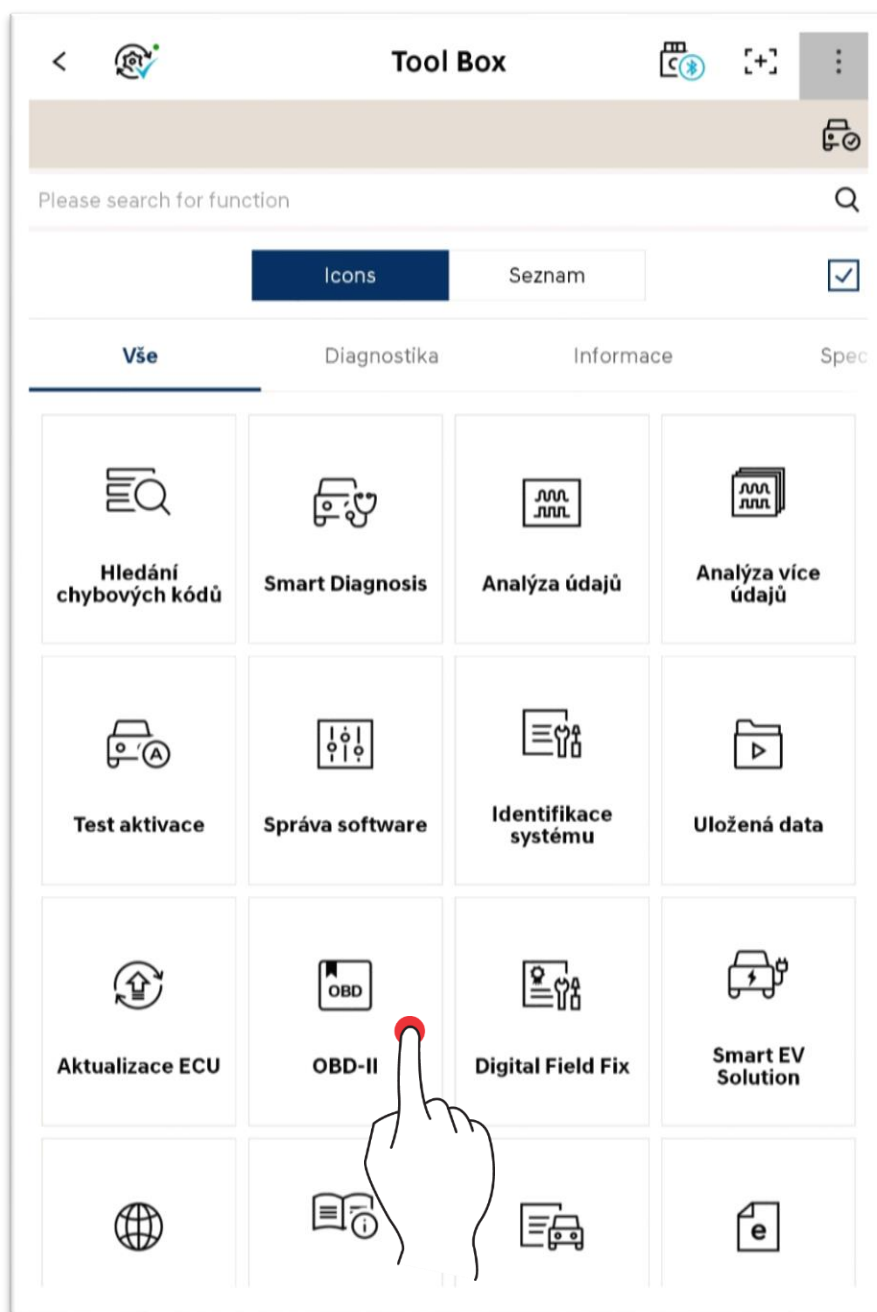 Tool Box
Please search for function
Icons
Seznam
Vše
Diagnostika
Informace
Spec
Hledání
chybových kódů
Smart Diagnosis
Analýza údajů
Analýza více
údajů
Test aktivace
Správa software
Identifikace
systému
Uložená data
OBD
Aktualizace ECU
OBD-II
Digital Field Fix
Smart EV
Solution